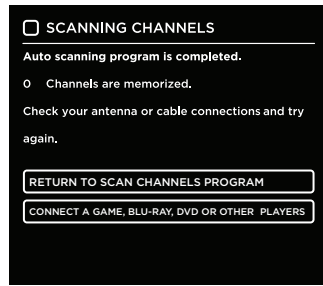 SCANNING CHANNELS
Auto scanning program is completed.
0 Channels are memorized.
Check your antenna or cable connections and try
again.
RETURN TO SCAN CHANNELS PROGRAM
CONNECT A GAME, BLU-RAY, DVD OR OTHER PLAYERS